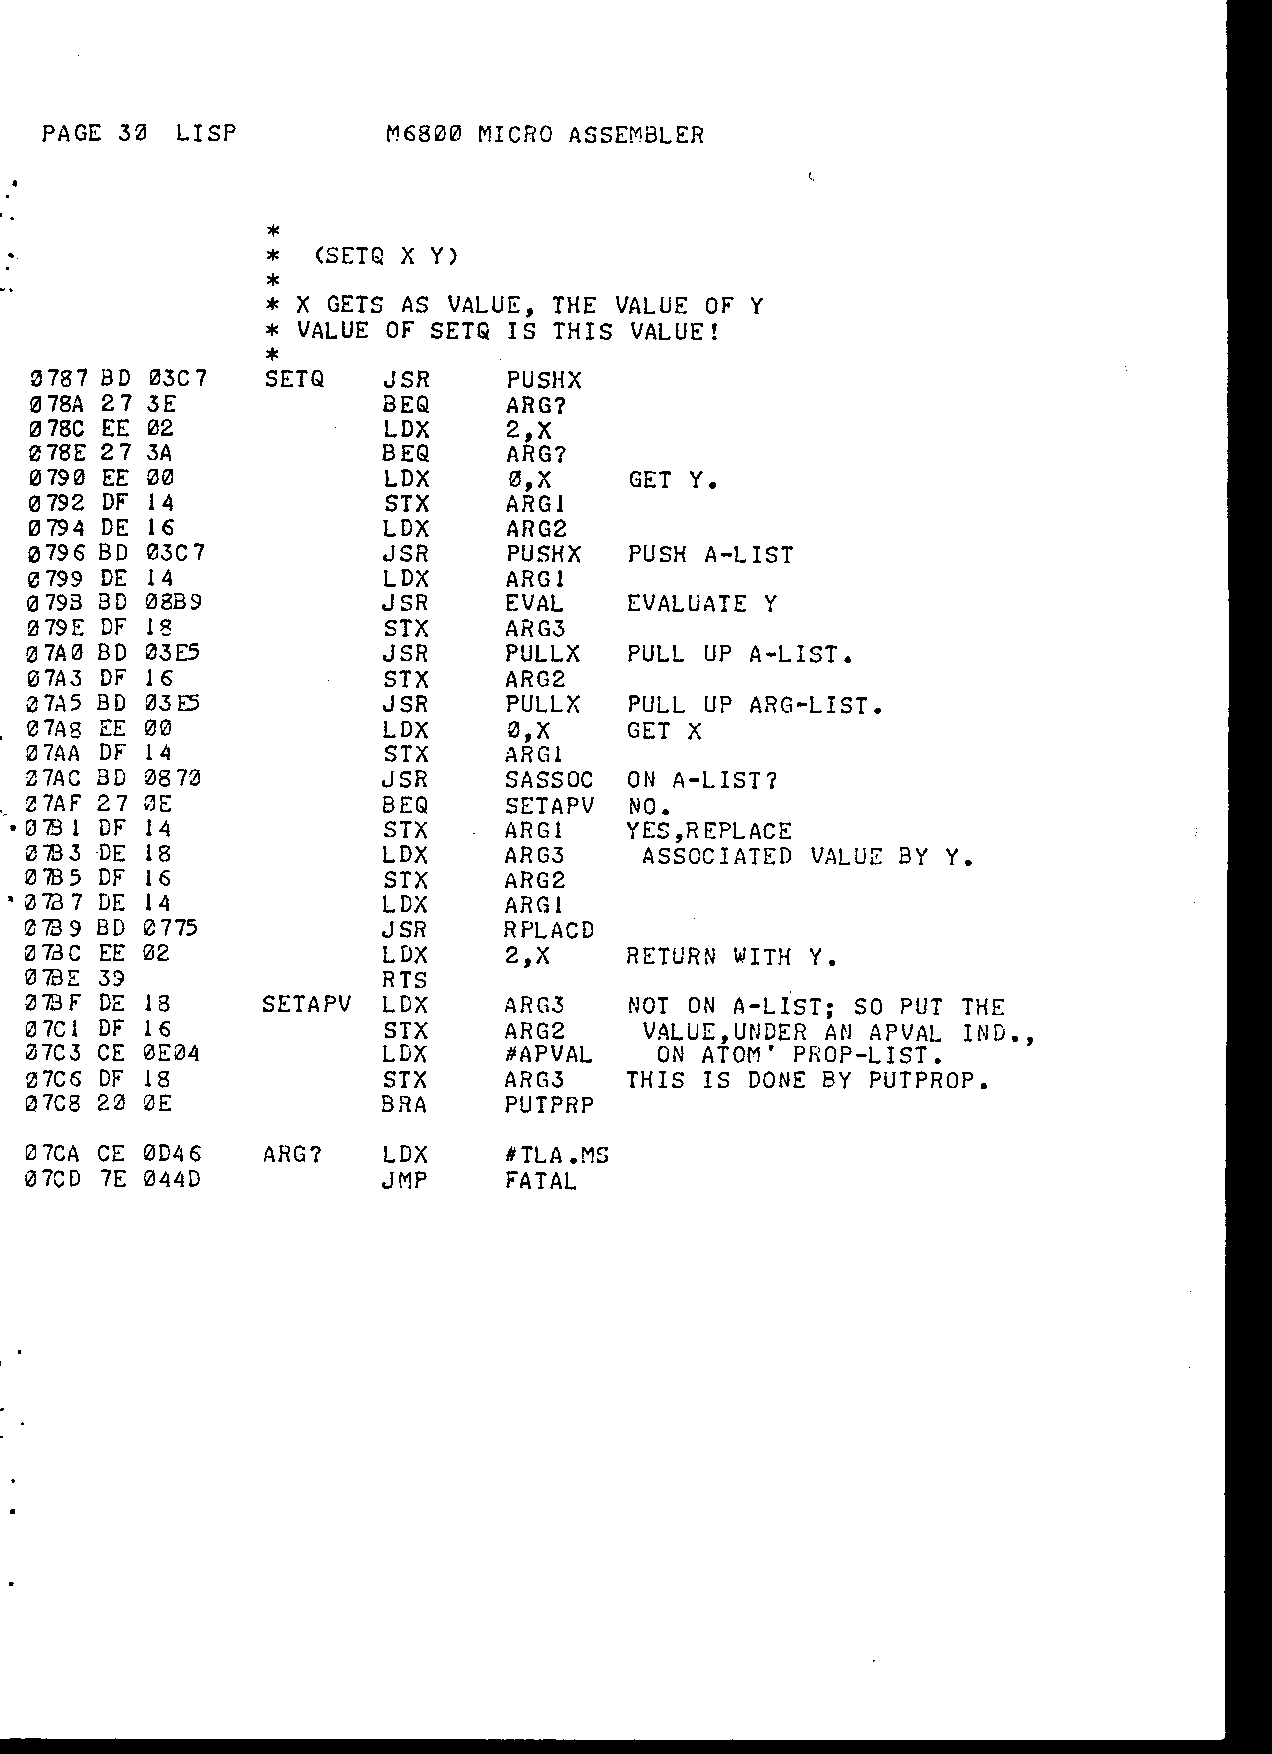 PAGE 30 LISP M6800 MICRO ASSEMBLER
*
* (SETQ X Y)
*
* X GETS AS VALUE, THE VALUE OF Y
* VALUE OF SETQ IS THIS VALUE!
*
0787 BD 03C7 SETQ JSR PUSHX
078A 27 3E BEQ ARG?
078C EE 02 LDX 2,X
078E 27 3A BEQ ARG?
0790 EE 00 LDX 0,X GET Y.
0792 DF 14 STX ARG1
0794 DE 16 LDX ARG2
0796 BD 03C7 JSR PUSHX PUSH A-LIST
0799 DE 14 LDX ARG1
079B BD 08B9 JSR EVAL EVALUATE Y
079E DF 18 STX ARG3
07A0 BD 03E5 JSR PULLX PULL UP A-LIST.
07A3 DF 16 STX ARG2
07A5 BD 03E5 JSR PULLX PULL UP ARG-LIST.
07A8 EE 00 LDX 0,X GET X
07AA DF 14 STX ARG1
07AC BD 0870 JSR SASSOC ON A-LIST?
07AF 27 0E BEQ SETAPV NO.
07B1 DF 14 STX ARG1 YES,REPLACE
07B3 DE 18 LDX ARG3 ASSOCIATED VALUE BY Y.
07B5 DF 16 STX ARG2
07B7 DE 14 LDX ARG1
07B9 BD 0775 JSR RPLACD
07BC EE 02 LDX 2,X RETURN WITH Y.
07BE 39 RTS
07BF DE 18 SETAPV LDX ARG3 NOT ON A-LIST; SO PUT THE
07C1 DF 16 STX ARG2 VALUE,UNDER AN APVAL IND.,
07C3 CE 0E04 LDX #APVAL ON ATOM' PROP-LIST.
07C6 DF 18 STX ARG3 THIS IS DONE BY PUTPROP.
07C8 20 0E BRA PUTPRP
07CA CE 0D46 ARG? LDX #TLA.MS
07CD 7E 044D JMP FATAL